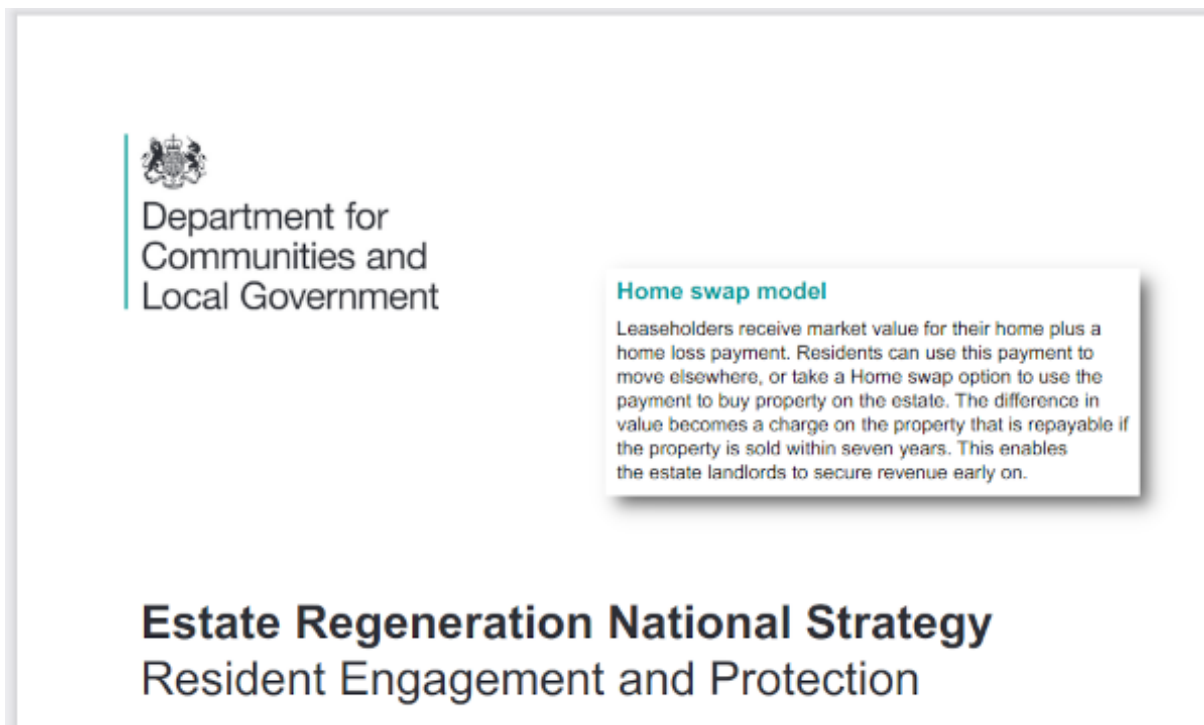 Department for
Communities and
Local Government
Home swap model
Leaseholders receive market value for their home plus a
home loss payment. Residents can use this payment to
move elsewhere, or take a Home swap option to use the
payment to buy property on the estate. The difference in
value becomes a charge on the property that is repayable if
the property is sold within seven years. This enables
the estate landlords to secure revenue early on.
Estate Regeneration National Strategy
Resident Engagement and Protection